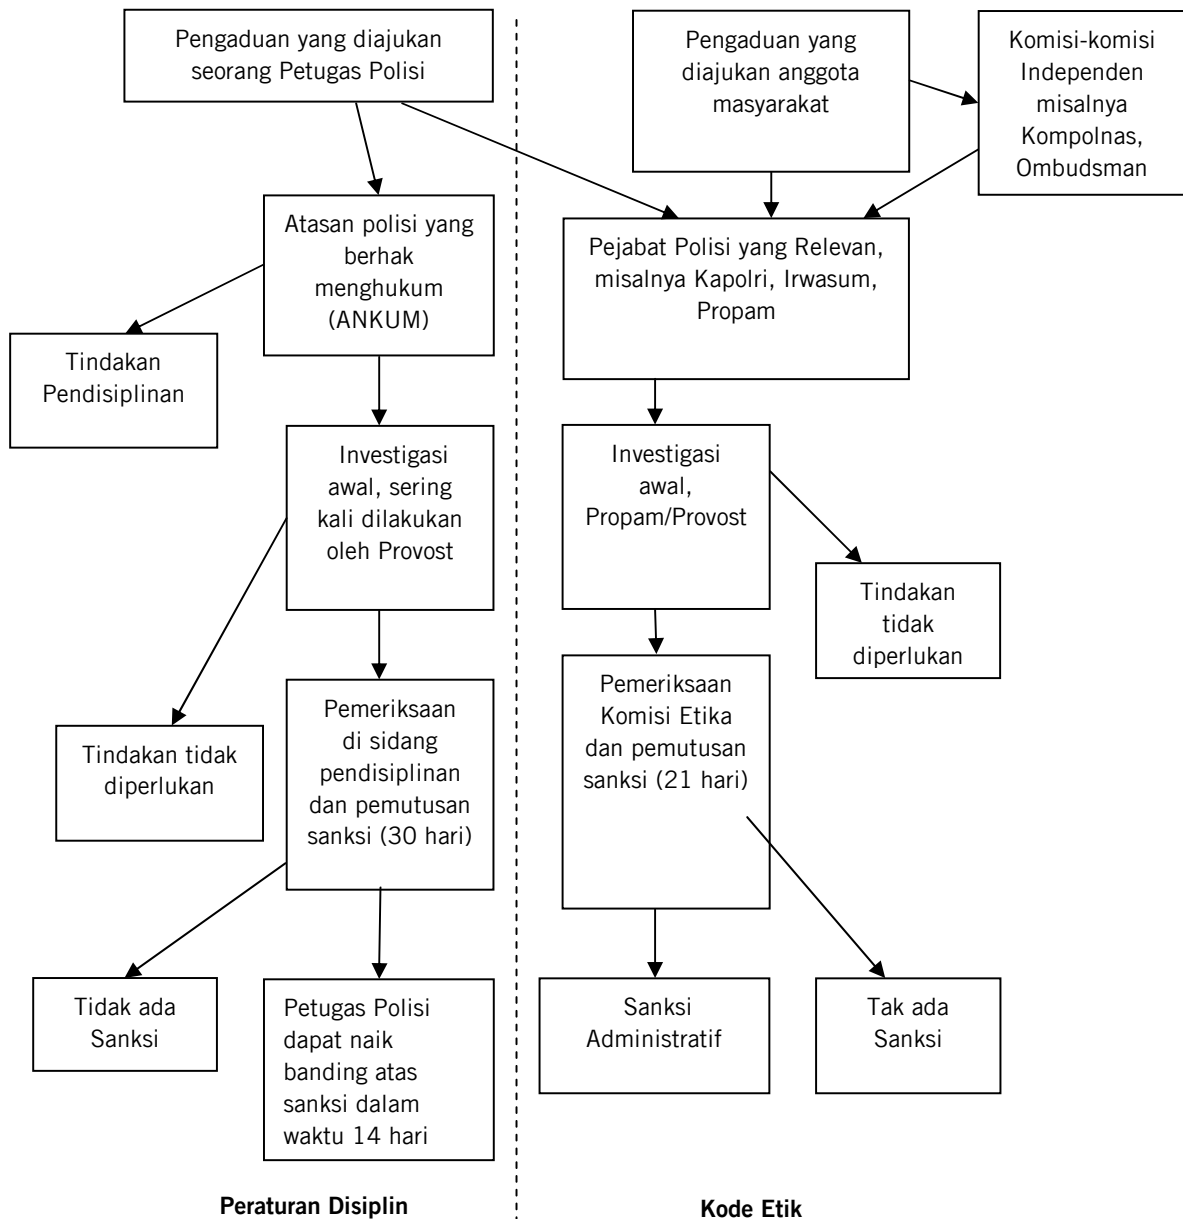 Pengaduan yang diajukan
seorang Petugas Polisi
Pengaduan yang
diajukan anggota
masyarakat
Komisi-komisi
Independen
misalnya
Kompolnas,
Ombudsman
Atasan polisi yang
berhak
menghukum
(ANKUM)
Pejabat Polisi yang Relevan,
misalnya Kapolri, Irwasum,
Propam
Tindakan
Pendisiplinan
Investigasi
awal, sering
kali dilakukan
oleh Provost
Investigasi
awal,
Propam/Provost
Tindakan
tidak
diperlukan
Pemeriksaan
di sidang
pendisiplinan
dan pemutusan
sanksi (30 hari)
Pemeriksaan
Komisi Etika
dan pemutusan
sanksi (21 hari)
Tindakan tidak
diperlukan
Tidak ada
Sanksi
Petugas Polisi
dapat naik
banding atas
sanksi dalam
waktu 14 hari
Sanksi
Administratif
Tak ada
Sanksi
Peraturan Disiplin
Kode Etik